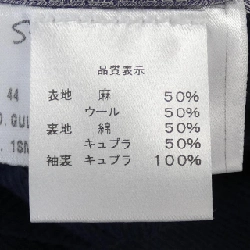 品質表示
表地 麻 50%
ウール 50%
裏地 綿 50%
キュプラ 50%
袖裏 キュプラ 100%
44